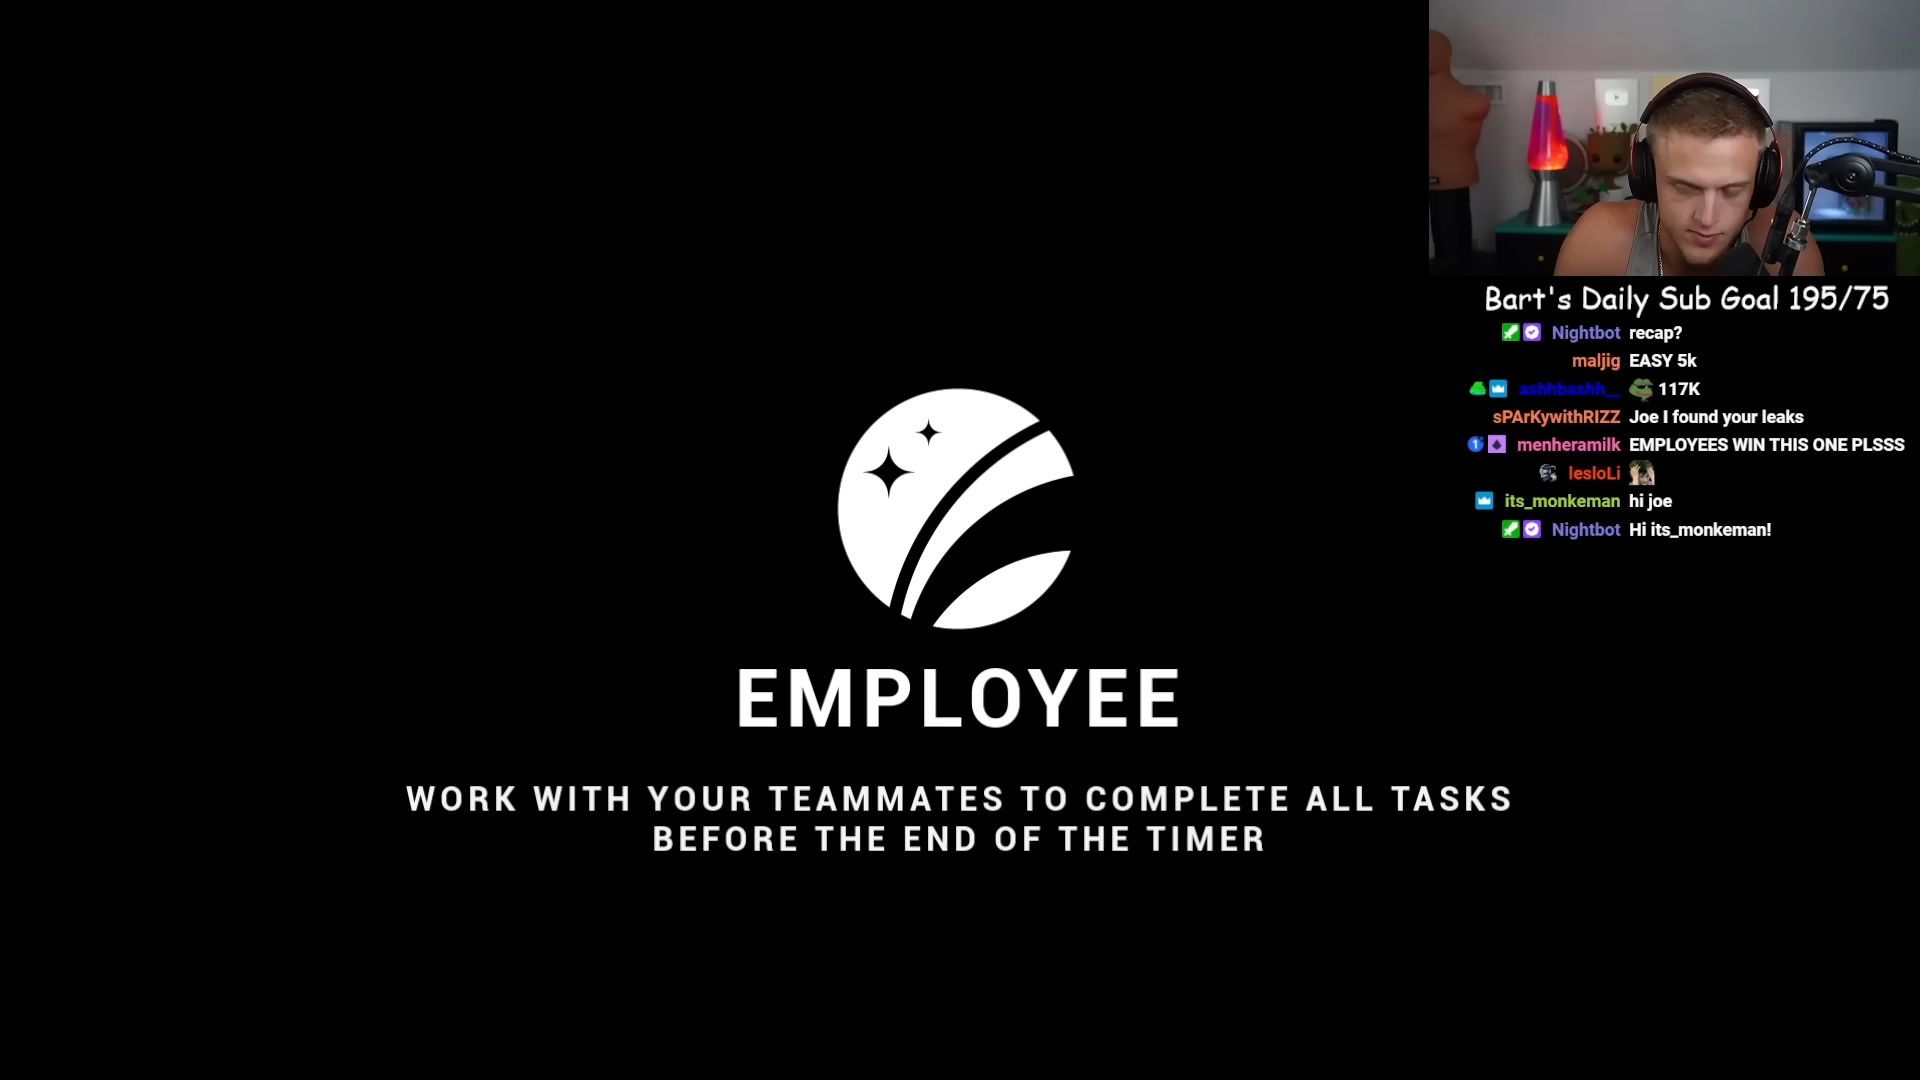 Bart's Daily Sub Goal 195/75
Nightbot recap?
maljig EASY 5k
ashhbashh__ 117K
sPArKywithRIZZ Joe I found your leaks
1 menheramilk EMPLOYEES WIN THIS ONE PLSSS
lesloLi
its_monkeman hi joe
Nightbot Hi its_monkeman!
EMPLOYEE
WORK WITH YOUR TEAMMATES TO COMPLETE ALL TASKS
BEFORE THE END OF THE TIMER